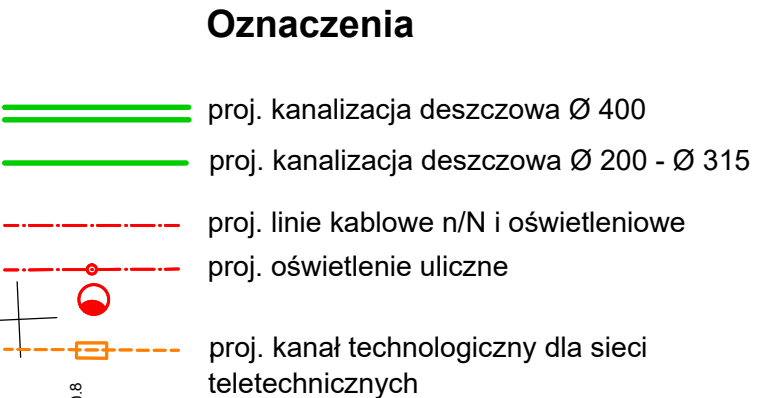 Oznaczenia
proj. kanalizacja deszczowa Ø 400
proj. kanalizacja deszczowa Ø 200 - Ø 315
proj. linie kablowe n/N i oświetleniowe
proj. oświetlenie uliczne
proj. kanał technologiczny dla sieci
teletechnicznych